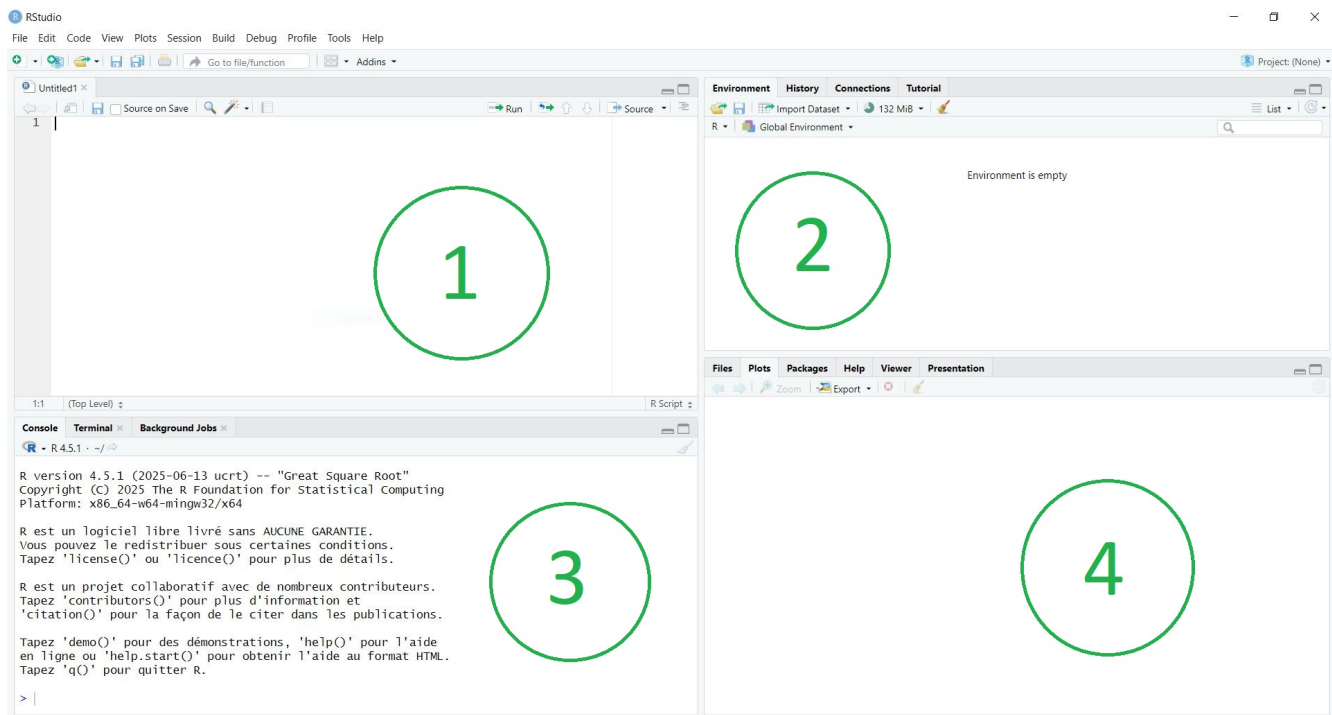 RStudio
File Edit Code View Plots Session Build Debug Profile Tools Help
Go to file/function Addins Project: (None)
Untitled1
Source on Save Run Source
1
1
1:1 (Top Level) R Script
Environment History Connections Tutorial
Import Dataset 132 MiB List
R Global Environment
Environment is empty
2
Console Terminal Background Jobs
R 4.5.1 · ~/
R version 4.5.1 (2025-06-13 ucrt) -- "Great Square Root"
Copyright (C) 2025 The R Foundation for Statistical Computing
Platform: x86_64-w64-mingw32/x64
R est un logiciel libre livré sans AUCUNE GARANTIE.
Vous pouvez le redistribuer sous certaines conditions.
Tapez 'license()' ou 'licence()' pour plus de détails.
R est un projet collaboratif avec de nombreux contributeurs.
Tapez 'contributors()' pour plus d'information et
'citation()' pour la façon de le citer dans les publications.
Tapez 'demo()' pour des démonstrations, 'help()' pour l'aide
en ligne ou 'help.start()' pour obtenir l'aide au format HTML.
Tapez 'q()' pour quitter R.
>
3
Files Plots Packages Help Viewer Presentation
Zoom Export
4